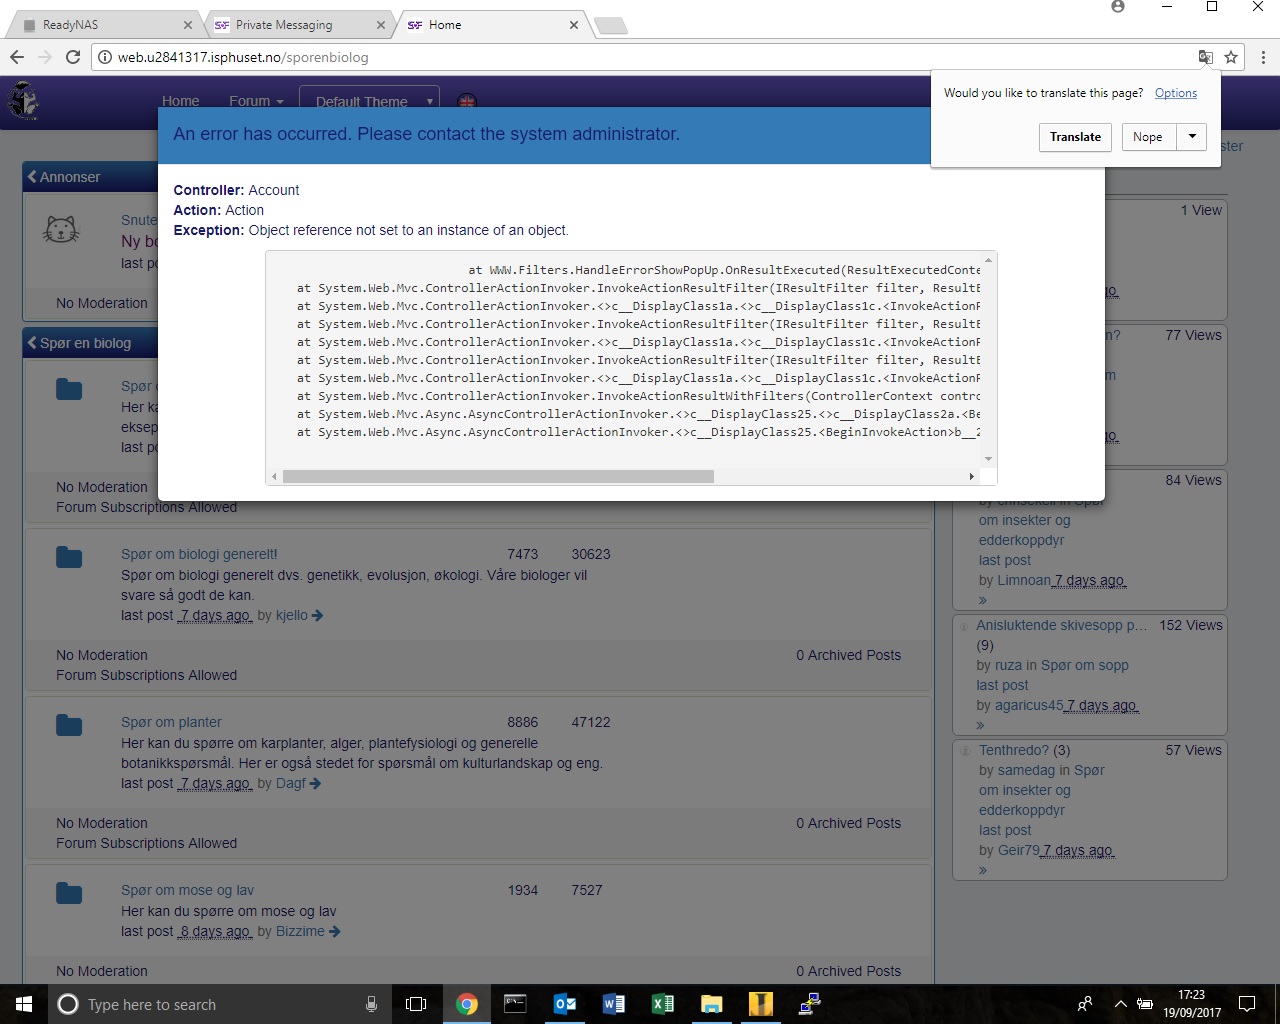 ReadyNAS
Private Messaging
Home
web.u2841317.isphuset.no/sporenbiolog
Would you like to translate this page? Options
Translate
Nope
Home
Forum
Default Theme
An error has occurred. Please contact the system administrator.
Controller: Account
Action: Action
Exception: Object reference not set to an instance of an object.
at WWW.Filters.HandleErrorShowPopUp.OnResultExecuted(ResultExecutedConte
at System.Web.Mvc.ControllerActionInvoker.InvokeActionResultFilter(IResultFilter filter, ResultE
at System.Web.Mvc.ControllerActionInvoker.<>c__DisplayClass1a.<>c__DisplayClass1c.<InvokeActionR
at System.Web.Mvc.ControllerActionInvoker.InvokeActionResultFilter(IResultFilter filter, ResultE
at System.Web.Mvc.ControllerActionInvoker.<>c__DisplayClass1a.<>c__DisplayClass1c.<InvokeActionR
at System.Web.Mvc.ControllerActionInvoker.InvokeActionResultFilter(IResultFilter filter, ResultE
at System.Web.Mvc.ControllerActionInvoker.<>c__DisplayClass1a.<>c__DisplayClass1c.<InvokeActionR
at System.Web.Mvc.ControllerActionInvoker.InvokeActionResultWithFilters(ControllerContext contro
at System.Web.Mvc.Async.AsyncControllerActionInvoker.<>c__DisplayClass25.<>c__DisplayClass2a.<Be
at System.Web.Mvc.Async.AsyncControllerActionInvoker.<>c__DisplayClass25.<BeginInvokeAction>b__2
Annonser
Snute
Ny bo
last po
No Moderation
Spør en biolog
Spør
Her ka
eksep
last po
No Moderation
Forum Subscriptions Allowed
Spør om biologi generelt! 7473 30623
Spør om biologi generelt dvs. genetikk, evolusjon, økologi. Våre biologer vil
svare så godt de kan.
last post 7 days ago by kjello
No Moderation 0 Archived Posts
Forum Subscriptions Allowed
Spør om planter 8886 47122
Her kan du spørre om karplanter, alger, plantefysiologi og generelle
botanikkspørsmål. Her er også stedet for spørsmål om kulturlandskap og eng.
last post 7 days ago by Dagf
No Moderation 0 Archived Posts
Forum Subscriptions Allowed
Spør om mose og lav 1934 7527
Her kan du spørre om mose og lav
last post 8 days ago by Bizzime
No Moderation 0 Archived Posts
ster
1 View
go
n? 77 Views
m
go
84 Views
by chrisekeli in Spør
om insekter og
edderkoppdyr
last post
by Limnoan 7 days ago
»
Anisluktende skivesopp p... 152 Views
(9)
by ruza in Spør om sopp
last post
by agaricus45 7 days ago
»
Tenthredo? (3) 57 Views
by samedag in Spør
om insekter og
edderkoppdyr
last post
by Geir79 7 days ago
»
Type here to search
17:23
19/09/2017